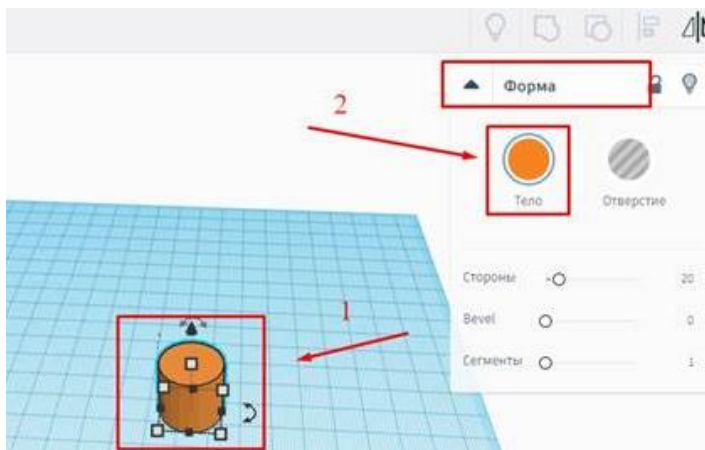 Форма
2
Тело Отверстие
Стороны 20
1
Bevel 0
Сегменты 1